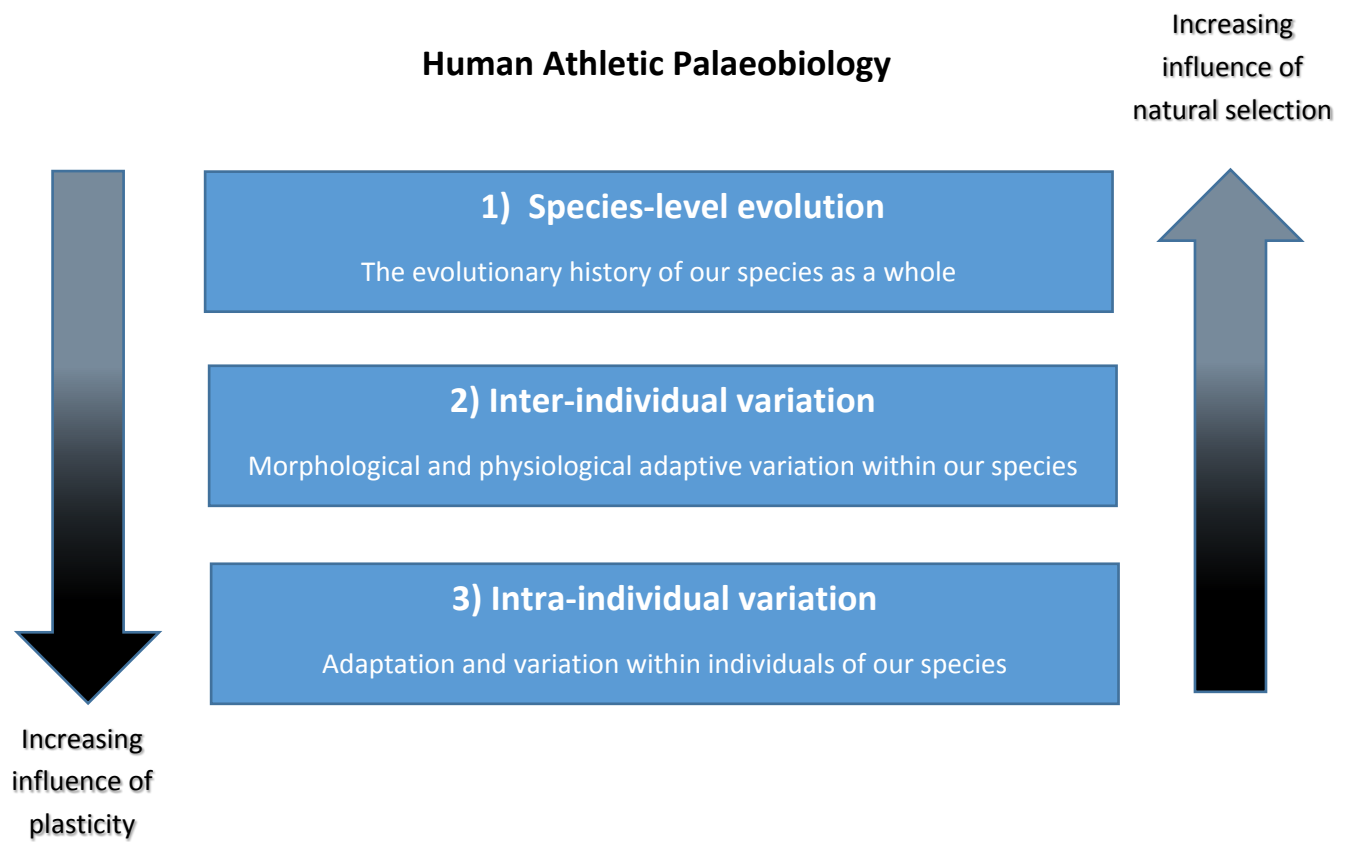 Human Athletic Palaeobiology
Increasing
influence of
natural selection
1) Species-level evolution
The evolutionary history of our species as a whole
2) Inter-individual variation
Morphological and physiological adaptive variation within our species
3) Intra-individual variation
Adaptation and variation within individuals of our species
Increasing
influence of
plasticity